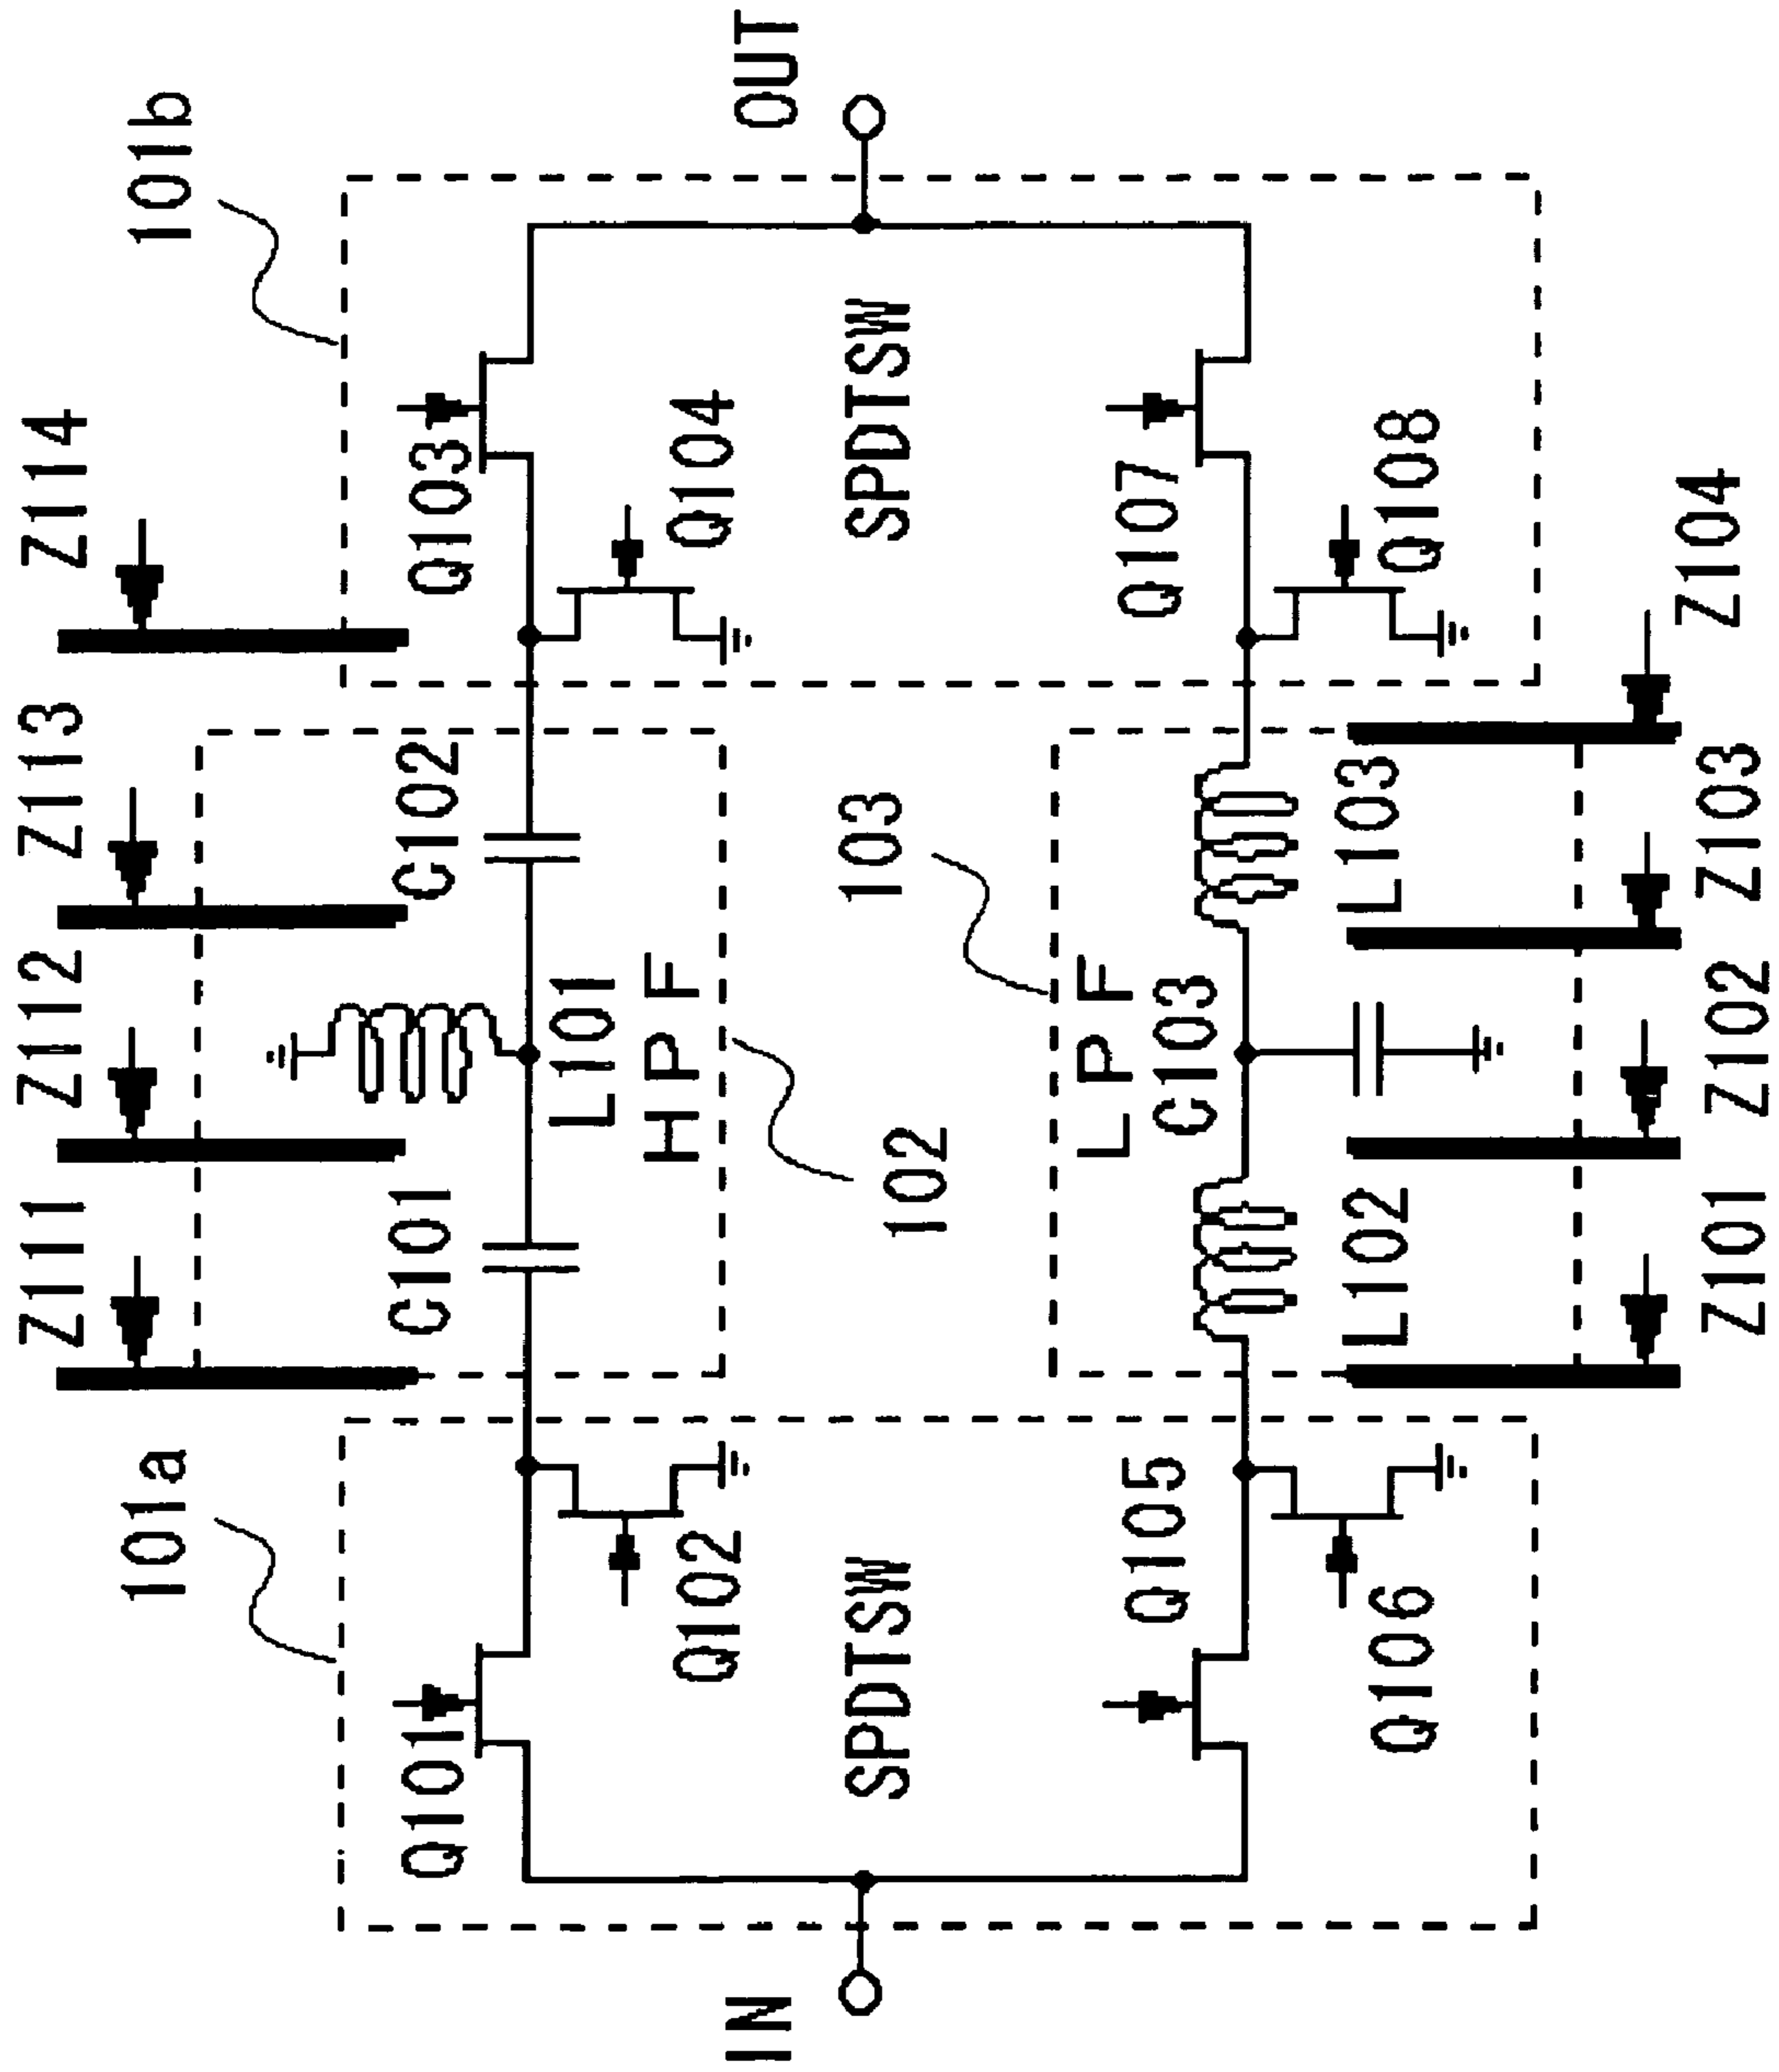 Z111
Z112
Z113
Z114
101a
101b
Q101
C101
C102
Q103
Q102
L101
Q104
HPF
IN
OUT
SPDTSW
102
103
SPDTSW
LPF
Q105
C103
Q107
Q106
L102
L103
Q108
Z101
Z102
Z103
Z104